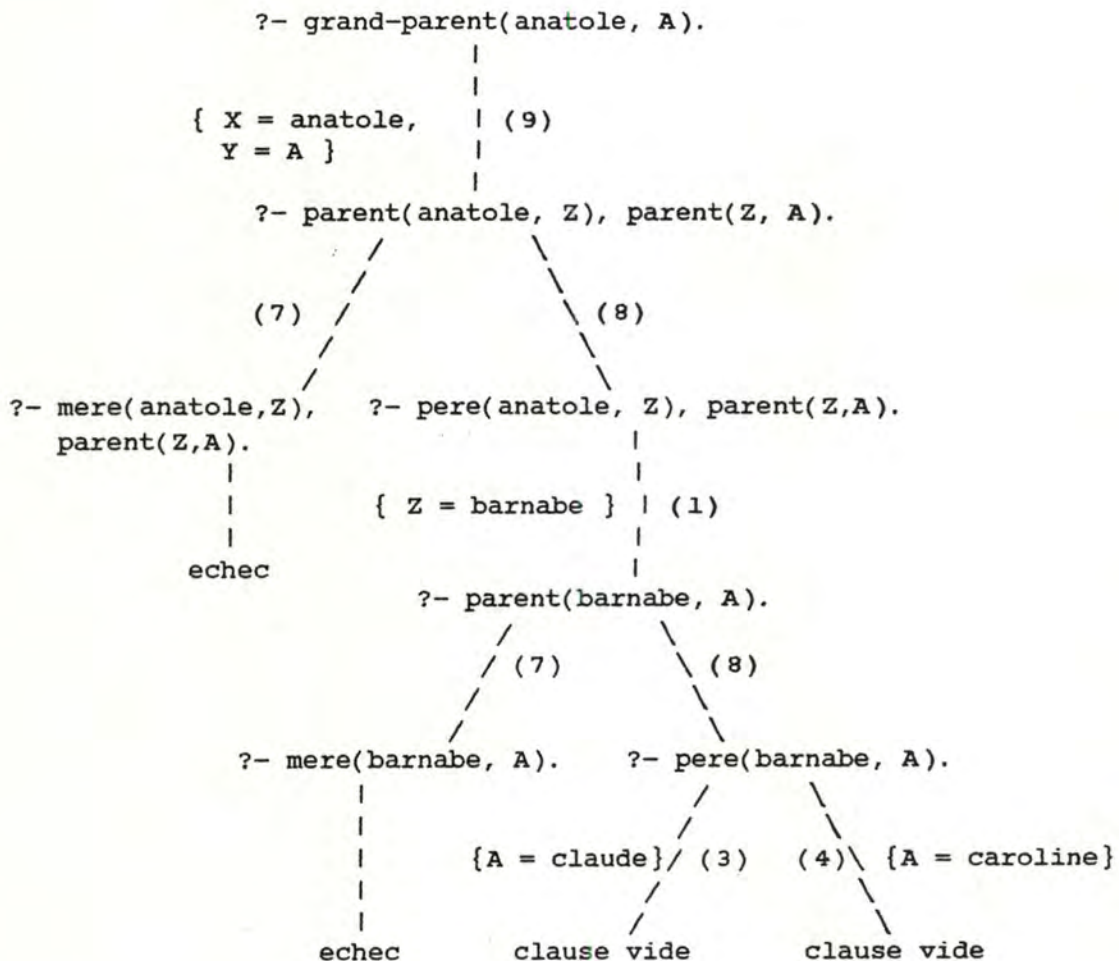 ?- grand-parent(anatole, A).
{ X = anatole, (9)
Y = A }
?- parent(anatole, Z), parent(Z, A).
(7) (8)
?- mere(anatole,Z), ?- pere(anatole, Z), parent(Z,A).
parent(Z,A).
{ Z = barnabe } (1)
echec
?- parent(barnabe, A).
(7) (8)
?- mere(barnabe, A). ?- pere(barnabe, A).
{A = claude} (3) (4) {A = caroline}
echec clause vide clause vide